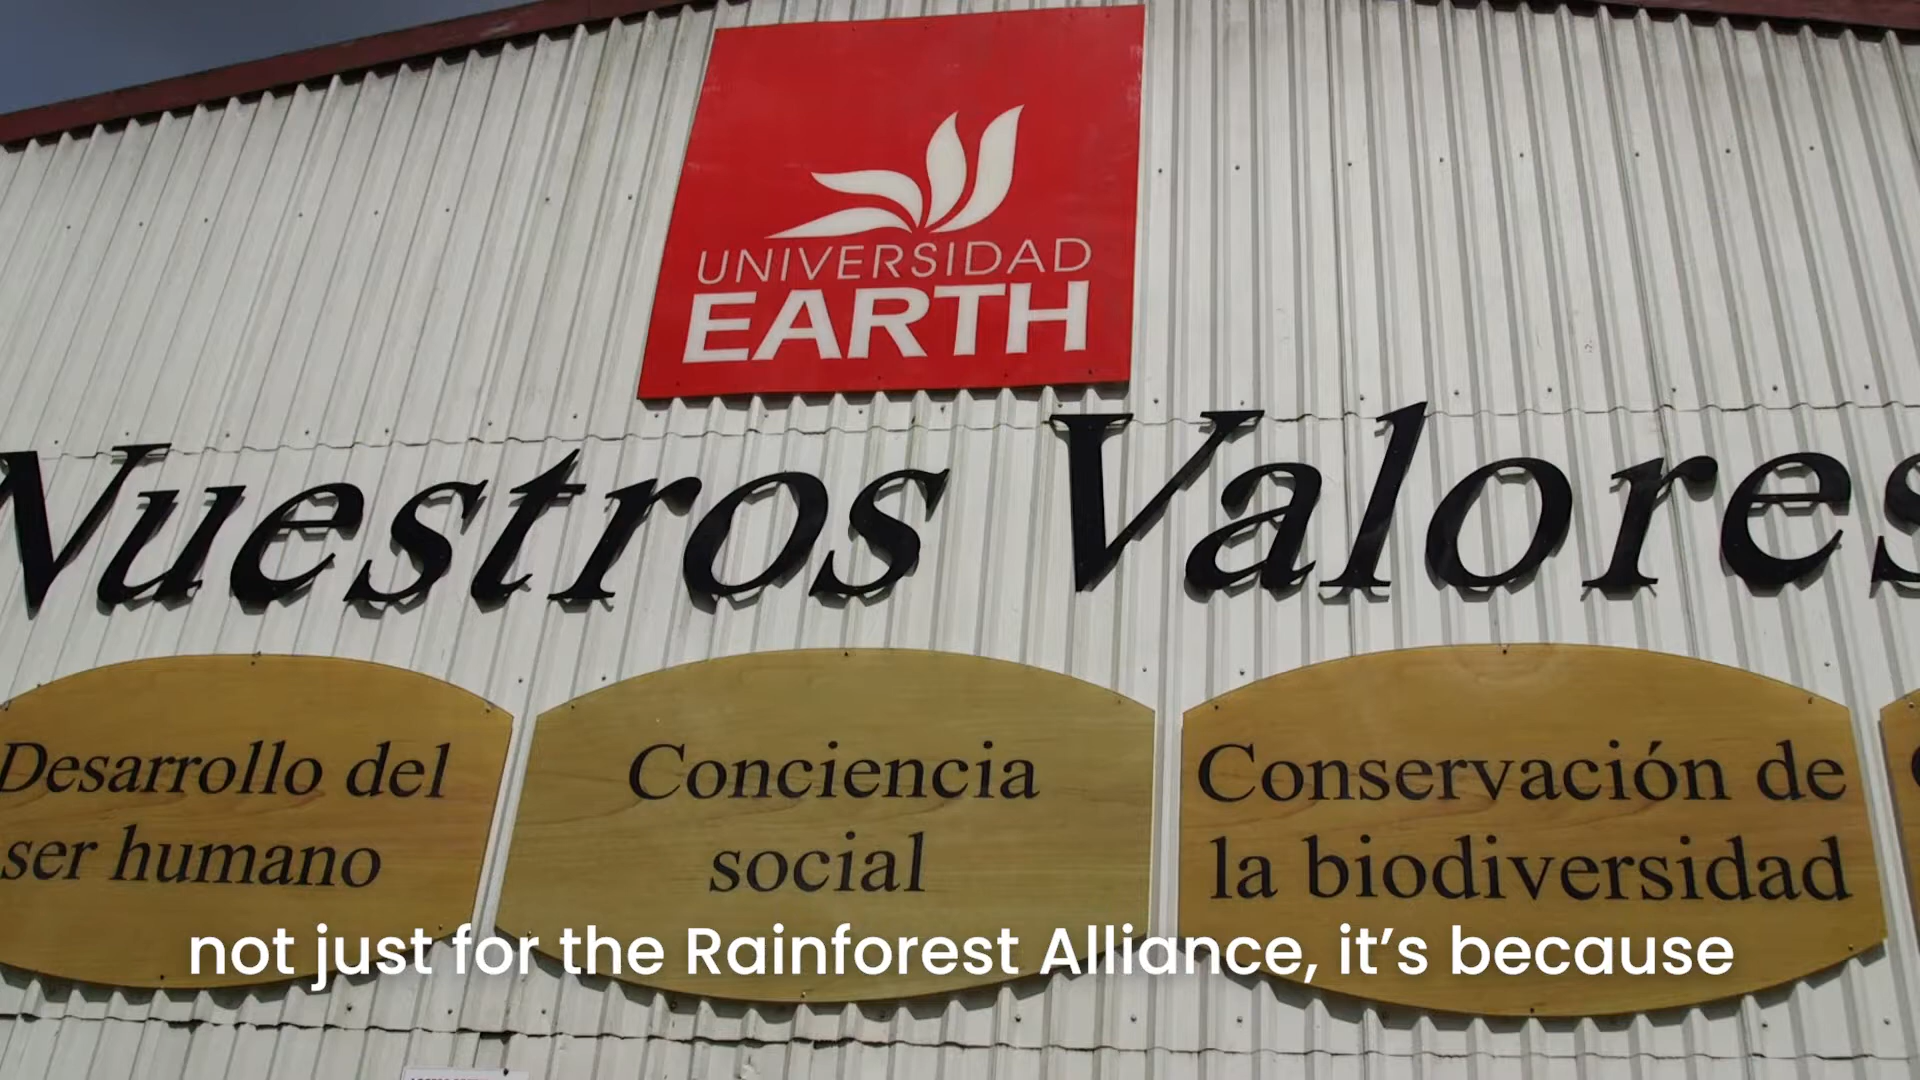 UNIVERSIDAD
EARTH
Nuestros Valores
Desarrollo del
ser humano
Conciencia
social
Conservación de
la biodiversidad
not just for the Rainforest Alliance, it's because